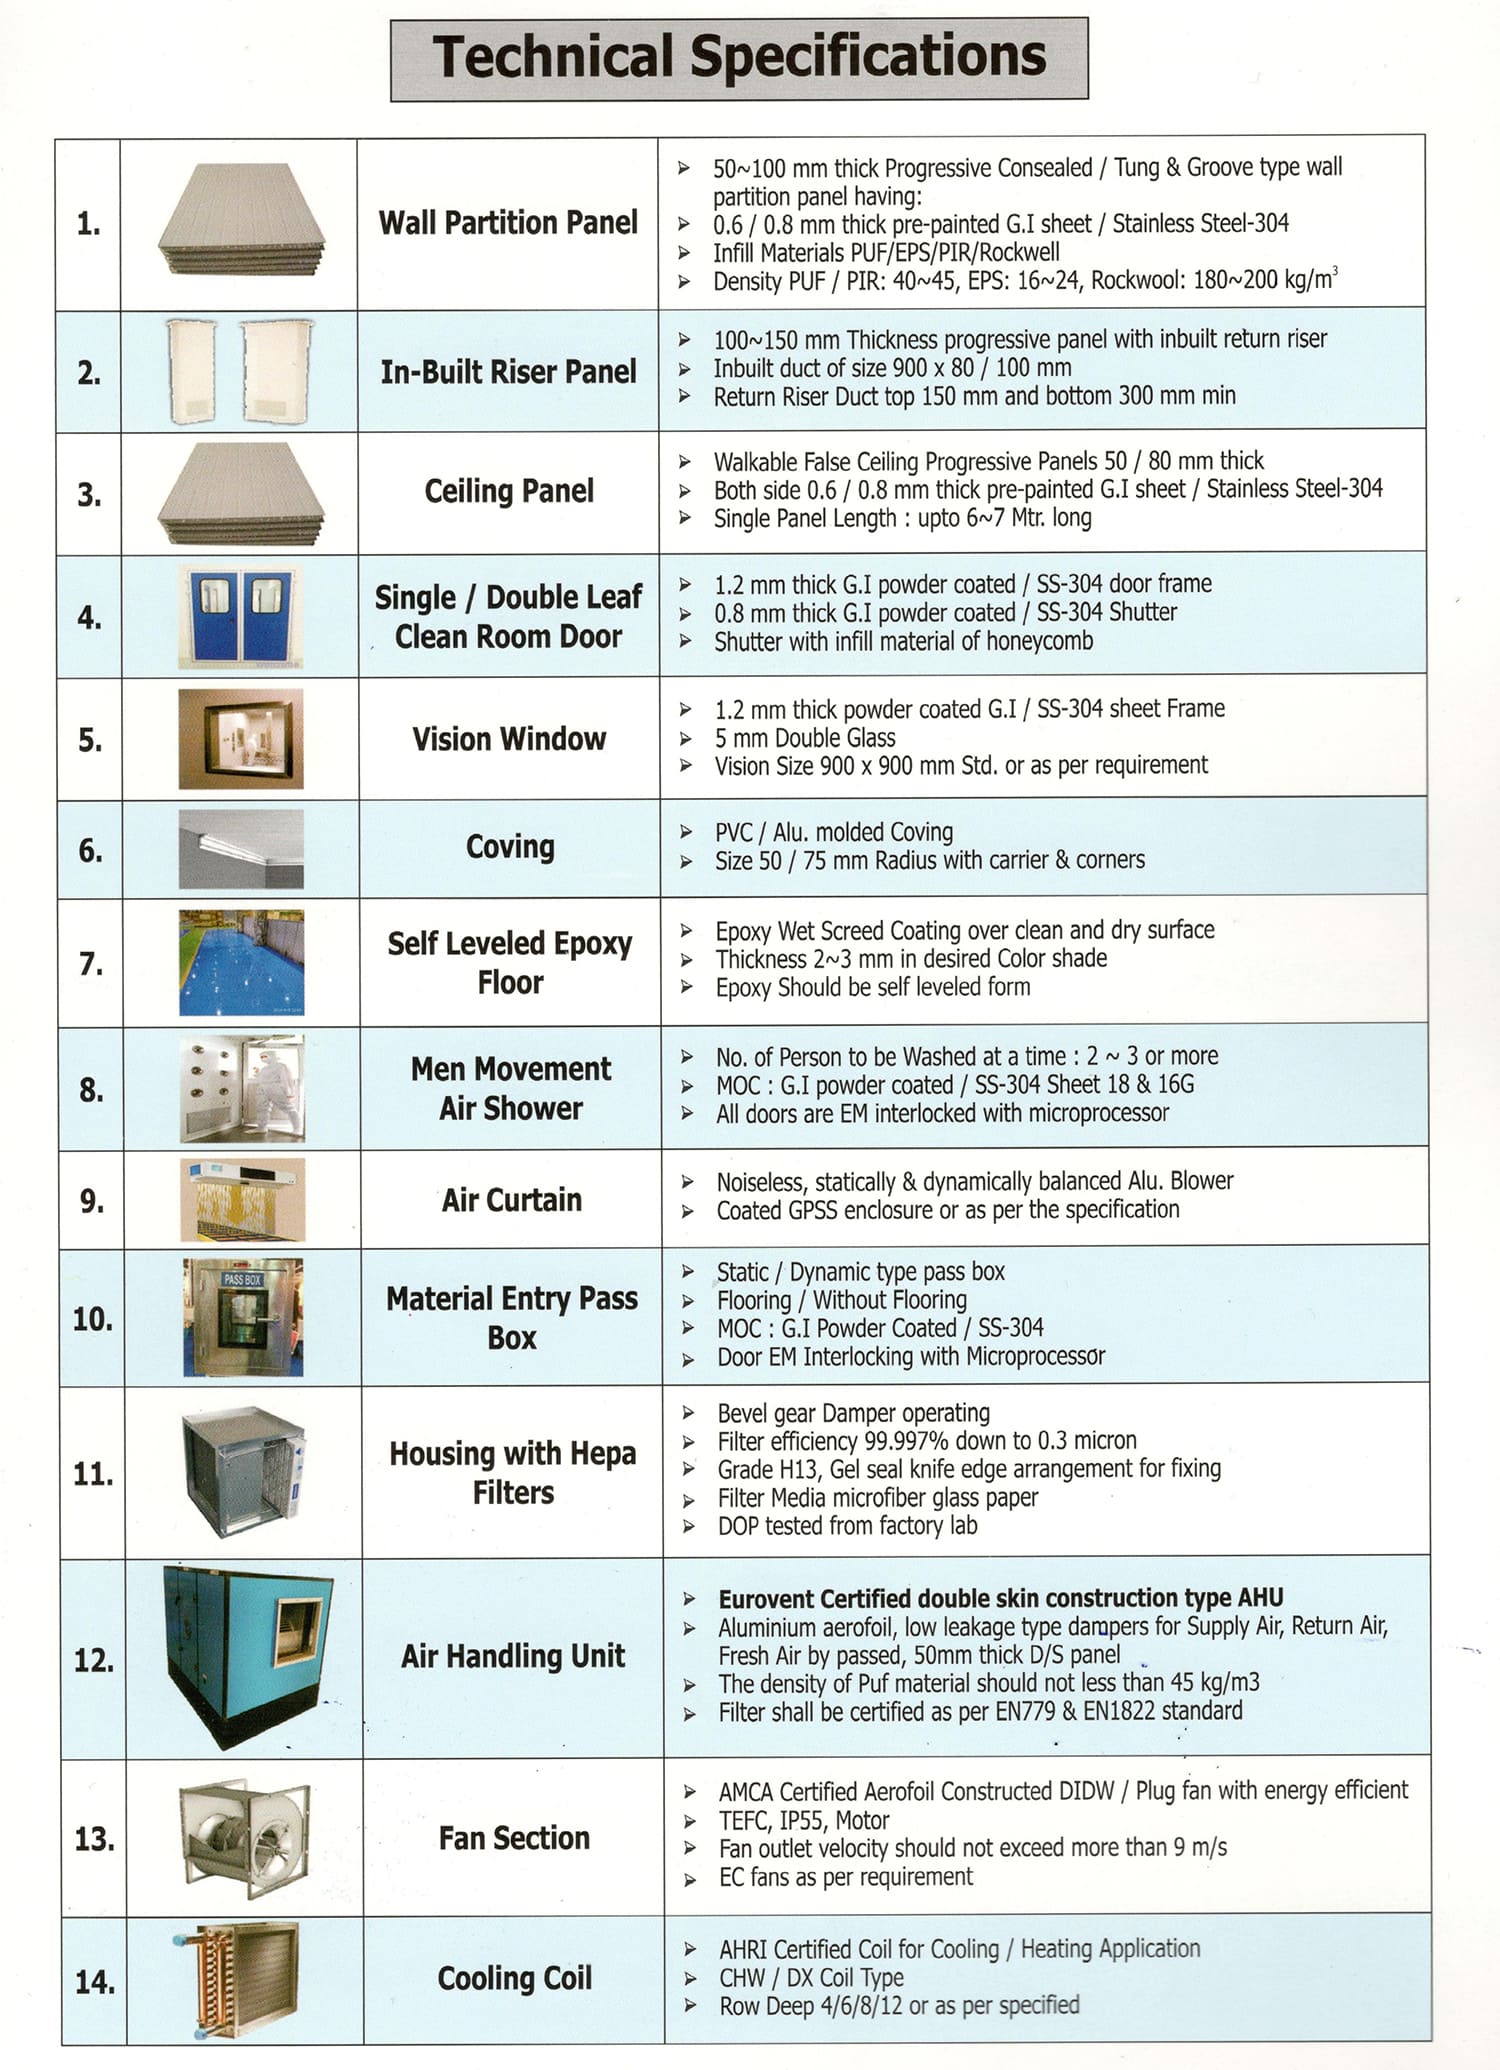 Technical Specifications
1.
Wall Partition Panel
➢ 50~100 mm thick Progressive Consealed / Tung & Groove type wall
partition panel having:
➢ 0.6 / 0.8 mm thick pre-painted G.I sheet / Stainless Steel-304
➢ Infill Materials PUF/EPS/PIR/Rockwell
➢ Density PUF / PIR: 40~45, EPS: 16~24, Rockwool: 180~200 kg/m³
2.
In-Built Riser Panel
➢ 100~150 mm Thickness progressive panel with inbuilt return riser
➢ Inbuilt duct of size 900 x 80 / 100 mm
➢ Return Riser Duct top 150 mm and bottom 300 mm min
3.
Ceiling Panel
➢ Walkable False Ceiling Progressive Panels 50 / 80 mm thick
➢ Both side 0.6 / 0.8 mm thick pre-painted G.I sheet / Stainless Steel-304
➢ Single Panel Length : upto 6~7 Mtr. long
4.
Single / Double Leaf
Clean Room Door
➢ 1.2 mm thick G.I powder coated / SS-304 door frame
➢ 0.8 mm thick G.I powder coated / SS-304 Shutter
➢ Shutter with infill material of honeycomb
5.
Vision Window
➢ 1.2 mm thick powder coated G.I / SS-304 sheet Frame
➢ 5 mm Double Glass
➢ Vision Size 900 x 900 mm Std. or as per requirement
6.
Coving
➢ PVC / Alu. molded Coving
➢ Size 50 / 75 mm Radius with carrier & corners
7.
Self Leveled Epoxy
Floor
➢ Epoxy Wet Screed Coating over clean and dry surface
➢ Thickness 2~3 mm in desired Color shade
➢ Epoxy Should be self leveled form
8.
Men Movement
Air Shower
➢ No. of Person to be Washed at a time : 2 ~ 3 or more
➢ MOC : G.I powder coated / SS-304 Sheet 18 & 16G
➢ All doors are EM interlocked with microprocessor
9.
Air Curtain
➢ Noiseless, statically & dynamically balanced Alu. Blower
➢ Coated GPSS enclosure or as per the specification
10.
PASS BOX
Material Entry Pass
Box
➢ Static / Dynamic type pass box
➢ Flooring / Without Flooring
➢ MOC : G.I Powder Coated / SS-304
➢ Door EM Interlocking with Microprocessor
11.
Housing with Hepa
Filters
➢ Bevel gear Damper operating
➢ Filter efficiency 99.997% down to 0.3 micron
➢ Grade H13, Gel seal knife edge arrangement for fixing
➢ Filter Media microfiber glass paper
➢ DOP tested from factory lab
12.
Air Handling Unit
➢ Eurovent Certified double skin construction type AHU
➢ Aluminium aerofoil, low leakage type dampers for Supply Air, Return Air,
Fresh Air by passed, 50mm thick D/S panel
➢ The density of Puf material should not less than 45 kg/m3
➢ Filter shall be certified as per EN779 & EN1822 standard
13.
Fan Section
➢ AMCA Certified Aerofoil Constructed DIDW / Plug fan with energy efficient
➢ TEFC, IP55, Motor
➢ Fan outlet velocity should not exceed more than 9 m/s
➢ EC fans as per requirement
14.
Cooling Coil
➢ AHRI Certified Coil for Cooling / Heating Application
➢ CHW / DX Coil Type
➢ Row Deep 4/6/8/12 or as per specified